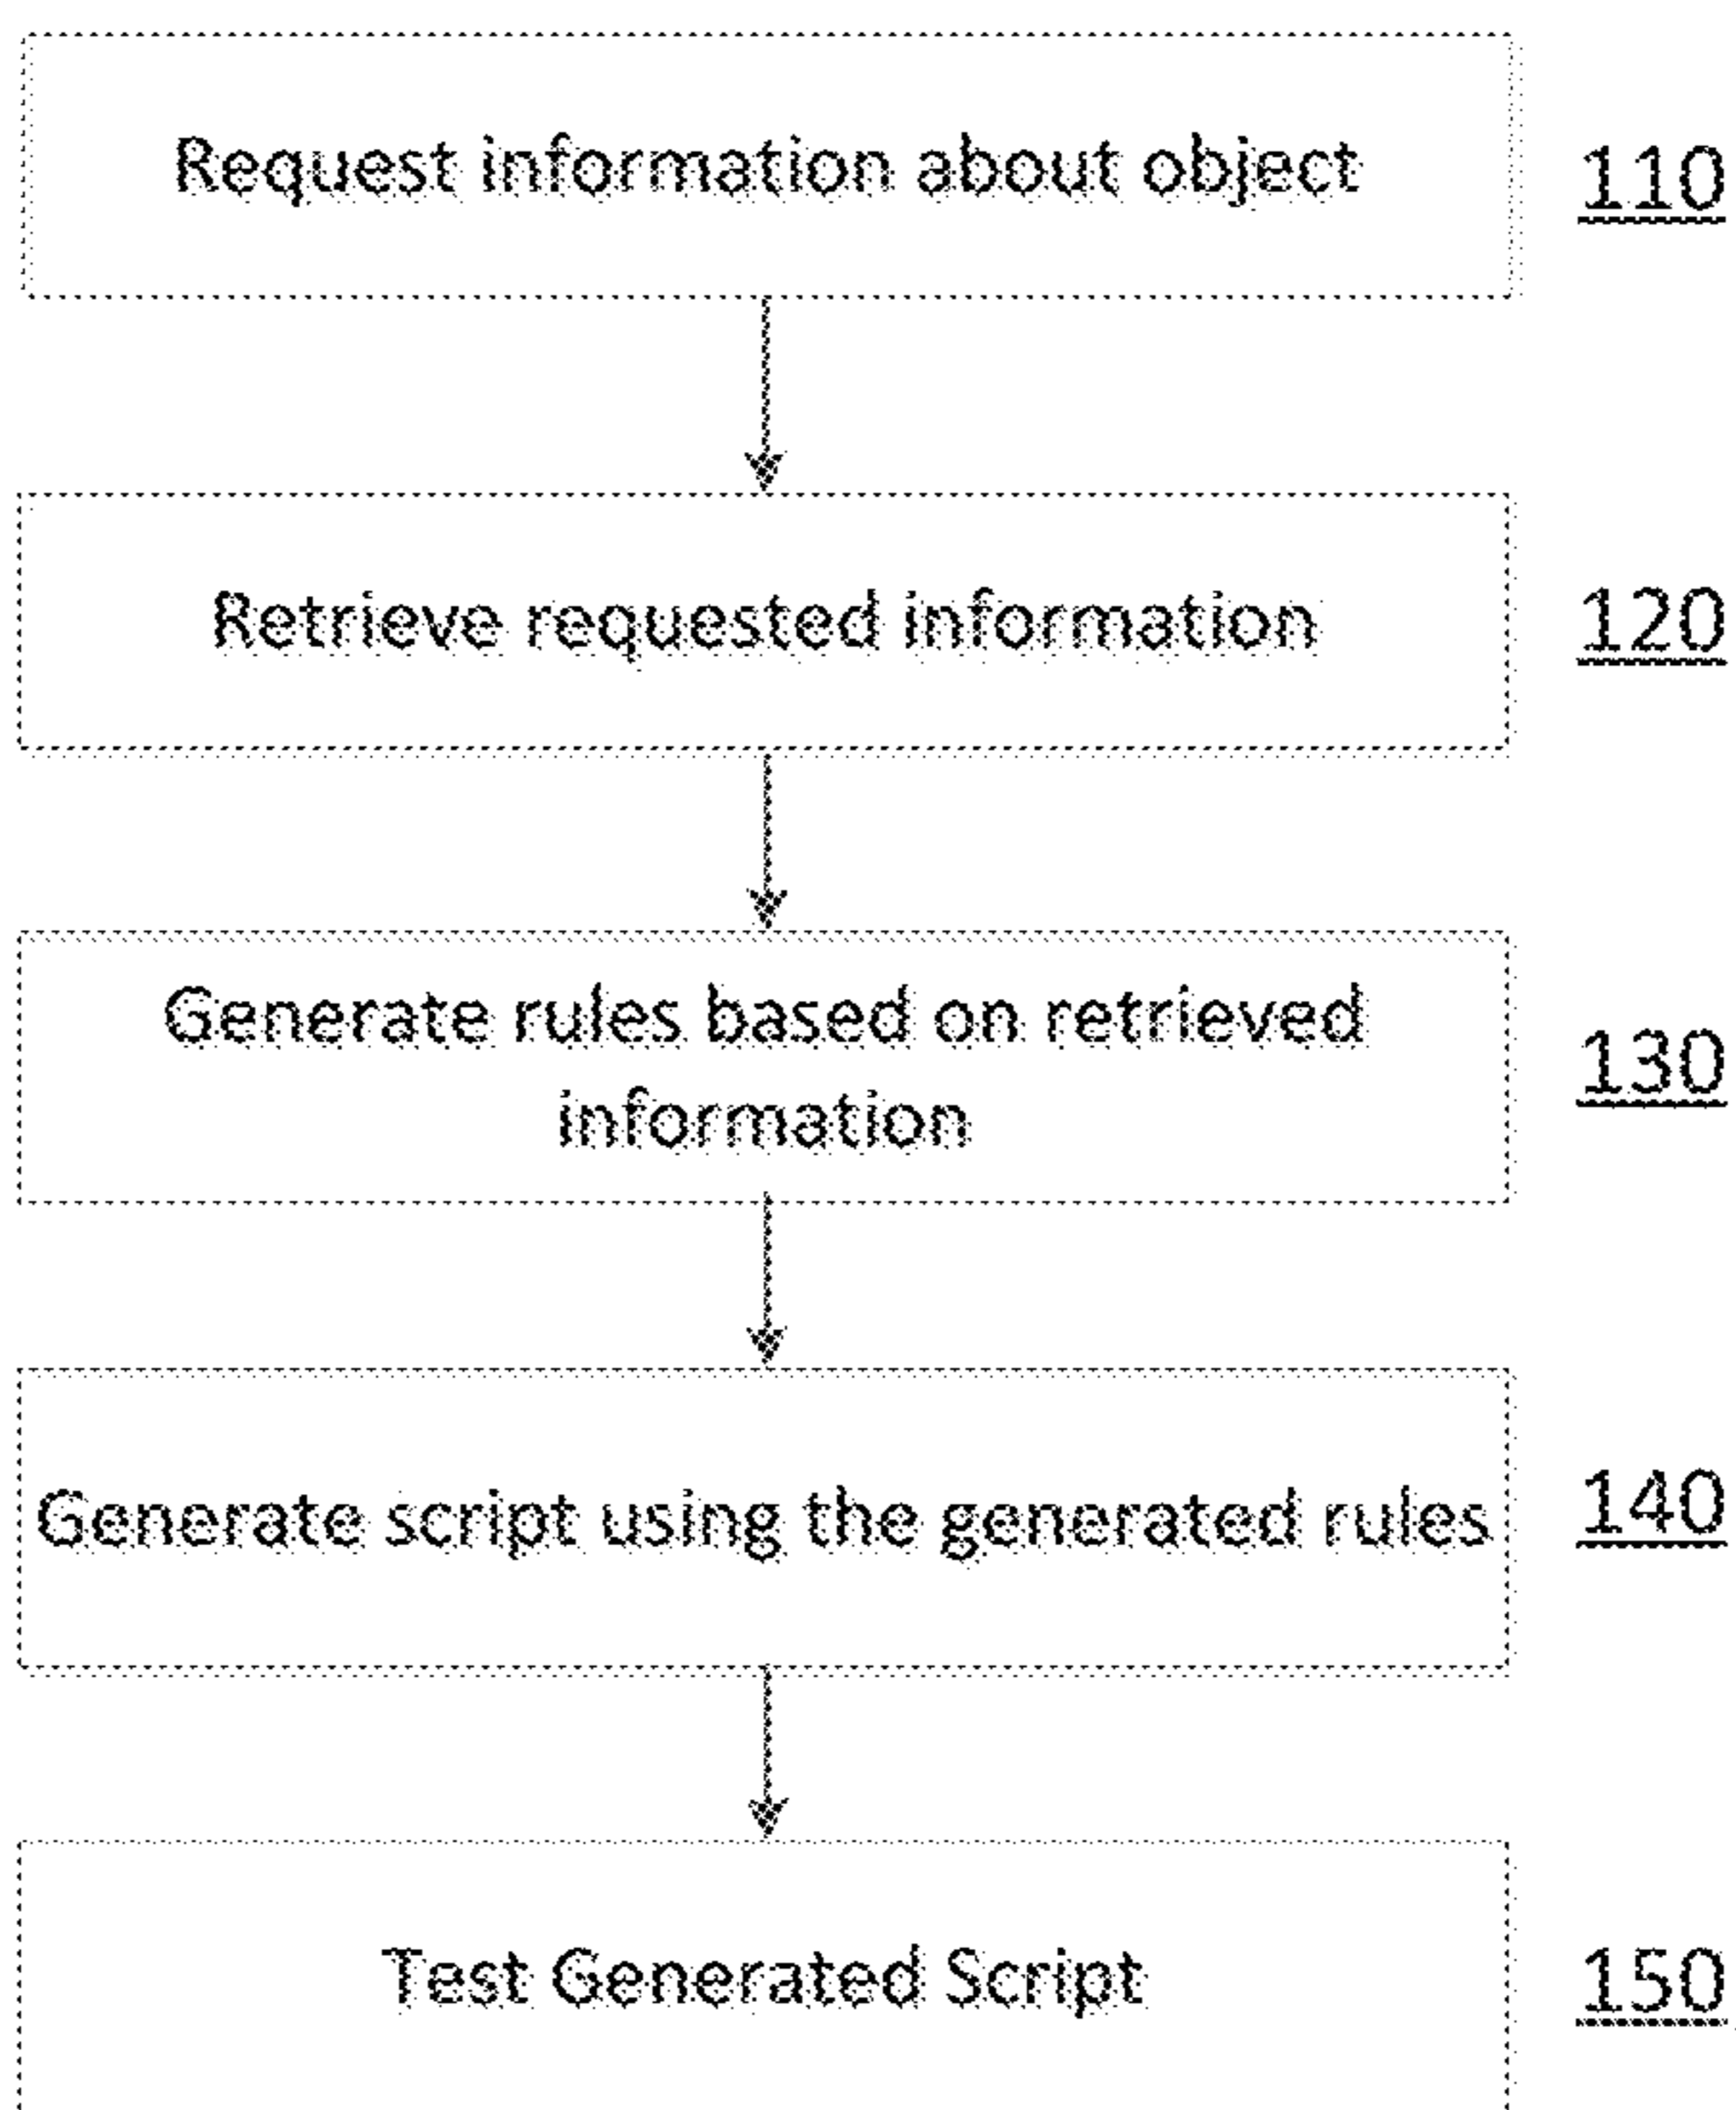 Request information about object
110
Retrieve requested information
120
Generate rules based on retrieved
information
130
Generate script using the generated rules
140
Test Generated Script
150